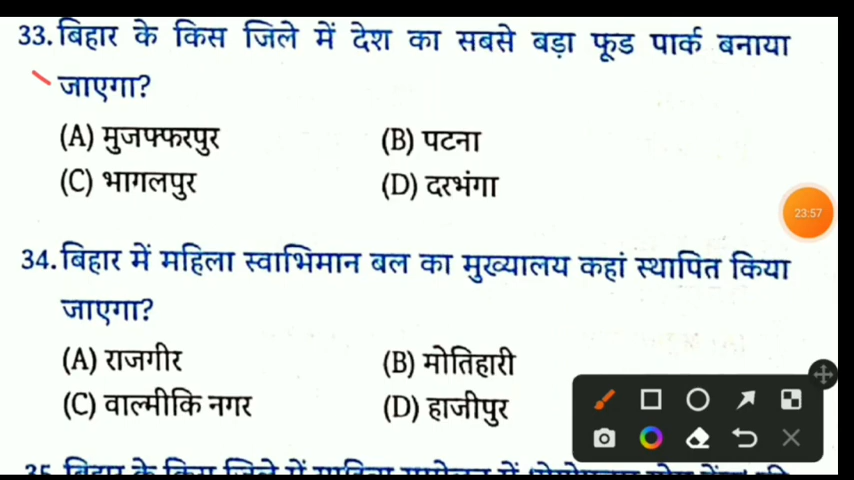 33. बिहार के किस जिले में देश का सबसे बड़ा फूड पार्क बनाया
जाएगा?
(A) मुजफ्फरपुर (B) पटना
(C) भागलपुर (D) दरभंगा
23:57
34. बिहार में महिला स्वाभिमान बल का मुख्यालय कहां स्थापित किया
जाएगा?
(A) राजगीर (B) मोतिहारी
(C) वाल्मीकि नगर (D) हाजीपुर
35 बिहार के किस जिले में